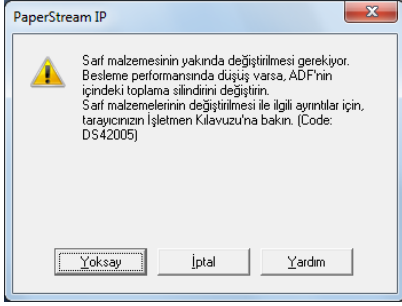 PaperStream IP
Sarf malzemesinin yakında değiştirilmesi gerekiyor.
Besleme performansında düşüş varsa, ADF'nin
içindeki toplama silindirini değiştirin.
Sarf malzemelerinin değiştirilmesi ile ilgili ayrıntılar için,
tarayıcınızın İşletmen Kılavuzu'na bakın. (Code:
DS42005)
Yoksay İptal Yardım